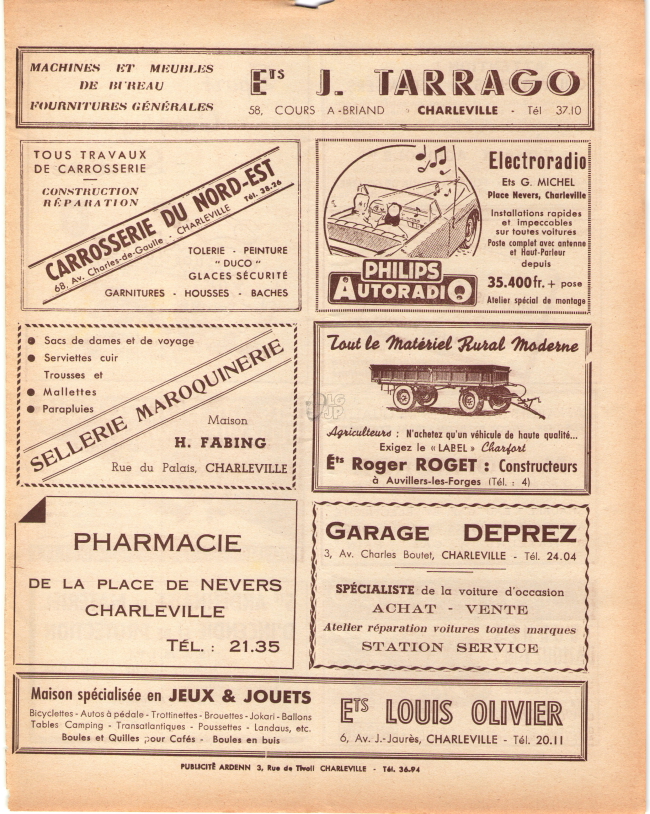 MACHINES ET MEUBLES
DE BUREAU
FOURNITURES GÉNÉRALES
Ets J. TARRAGO
58, COURS A-BRIAND CHARLEVILLE - Tél 37.10
TOUS TRAVAUX
DE CARROSSERIE
CONSTRUCTION
RÉPARATION
CARROSSERIE DU NORD-EST
68, Av. Charles-de-Gaulle - CHARLEVILLE Tél. 38-26
TOLERIE - PEINTURE
"DUCO"
GLACES SÉCURITÉ
GARNITURES - HOUSSES - BACHES
Electroradio
Ets G. MICHEL
Place Nevers, Charleville
Installations rapides
et impeccables
sur toutes voitures
Poste complet avec antenne
et Haut-Parleur
depuis
35.400fr. + pose
Atelier spécial de montage
PHILIPS
AUTORADIO
Sacs de dames et de voyage
Serviettes cuir
Trousses et
Mallettes
Parapluies
SELLERIE MAROQUINERIE
Maison
H. FABING
Rue du Palais, CHARLEVILLE
Tout le Matériel Rural Moderne
Agriculteurs : N'achetez qu'un véhicule de haute qualité...
Exigez le « LABEL » Charfort
Éts Roger ROGET : Constructeurs
à Auvillers-les-Forges (Tél. : 4)
PHARMACIE
DE LA PLACE DE NEVERS
CHARLEVILLE
TÉL. : 21.35
GARAGE DEPREZ
3, Av. Charles Boutet, CHARLEVILLE - Tél. 24.04
SPÉCIALISTE de la voiture d'occasion
ACHAT - VENTE
Atelier réparation voitures toutes marques
STATION SERVICE
Maison spécialisée en JEUX & JOUETS
Bicyclettes - Autos à pédale - Trottinettes - Brouettes - Jokari - Ballons
Tables Camping - Transatlantiques - Poussettes - Landaus, etc.
Boules et Quilles pour Cafés - Boules en buis
Ets LOUIS OLIVIER
6, Av. J.-Jaurès, CHARLEVILLE - Tél. 20.11
PUBLICITÉ ARDENN 3, Rue de Tivoli CHARLEVILLE - Tél. 36-94